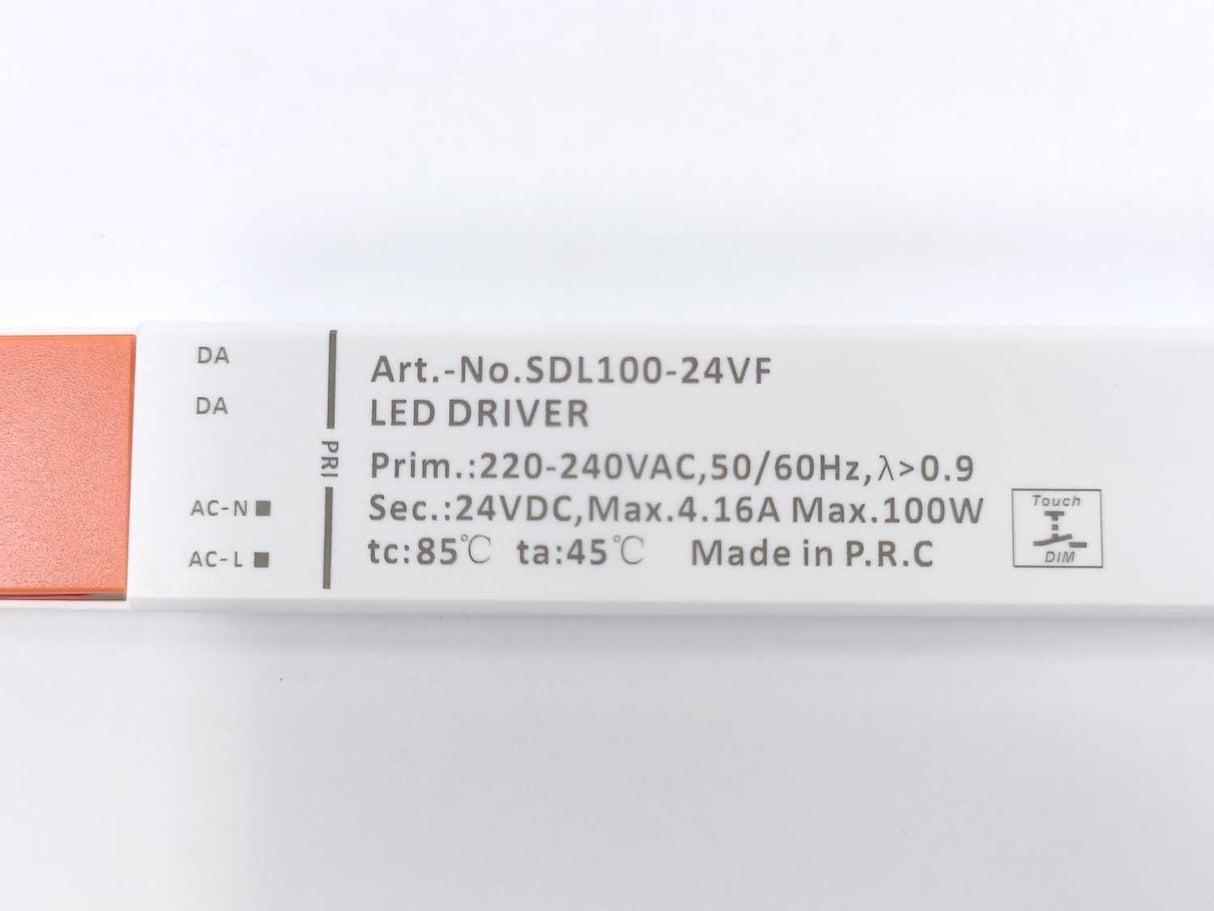 DA
DA
AC-N
AC-L
PRI
Art.-No.SDL100-24VF
LED DRIVER
Prim.:220-240VAC,50/60Hz,λ>0.9
Sec.:24VDC,Max.4.16A Max.100W
tc:85℃ ta:45℃ Made in P.R.C
Touch
DIM